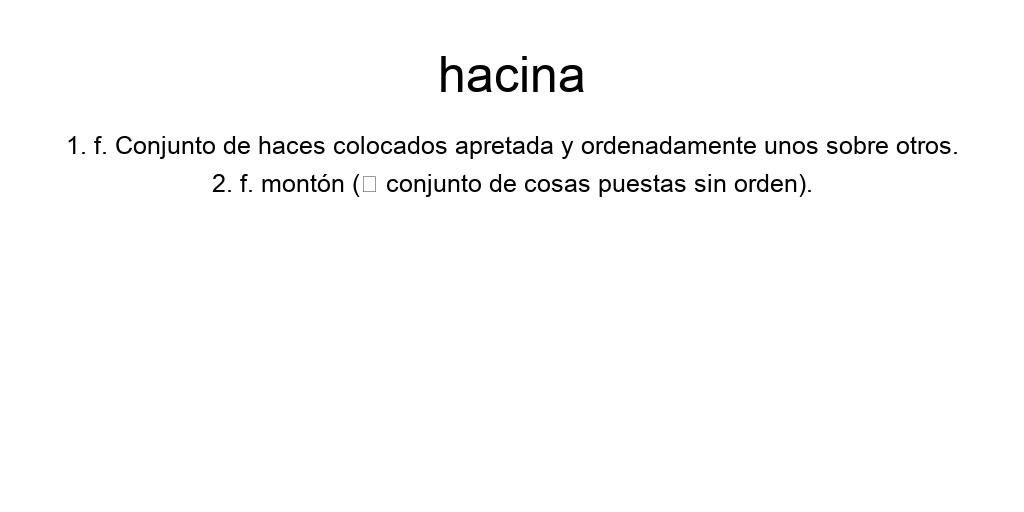 hacina
1. f. Conjunto de haces colocados apretada y ordenadamente unos sobre otros.
2. f. montón (□ conjunto de cosas puestas sin orden).